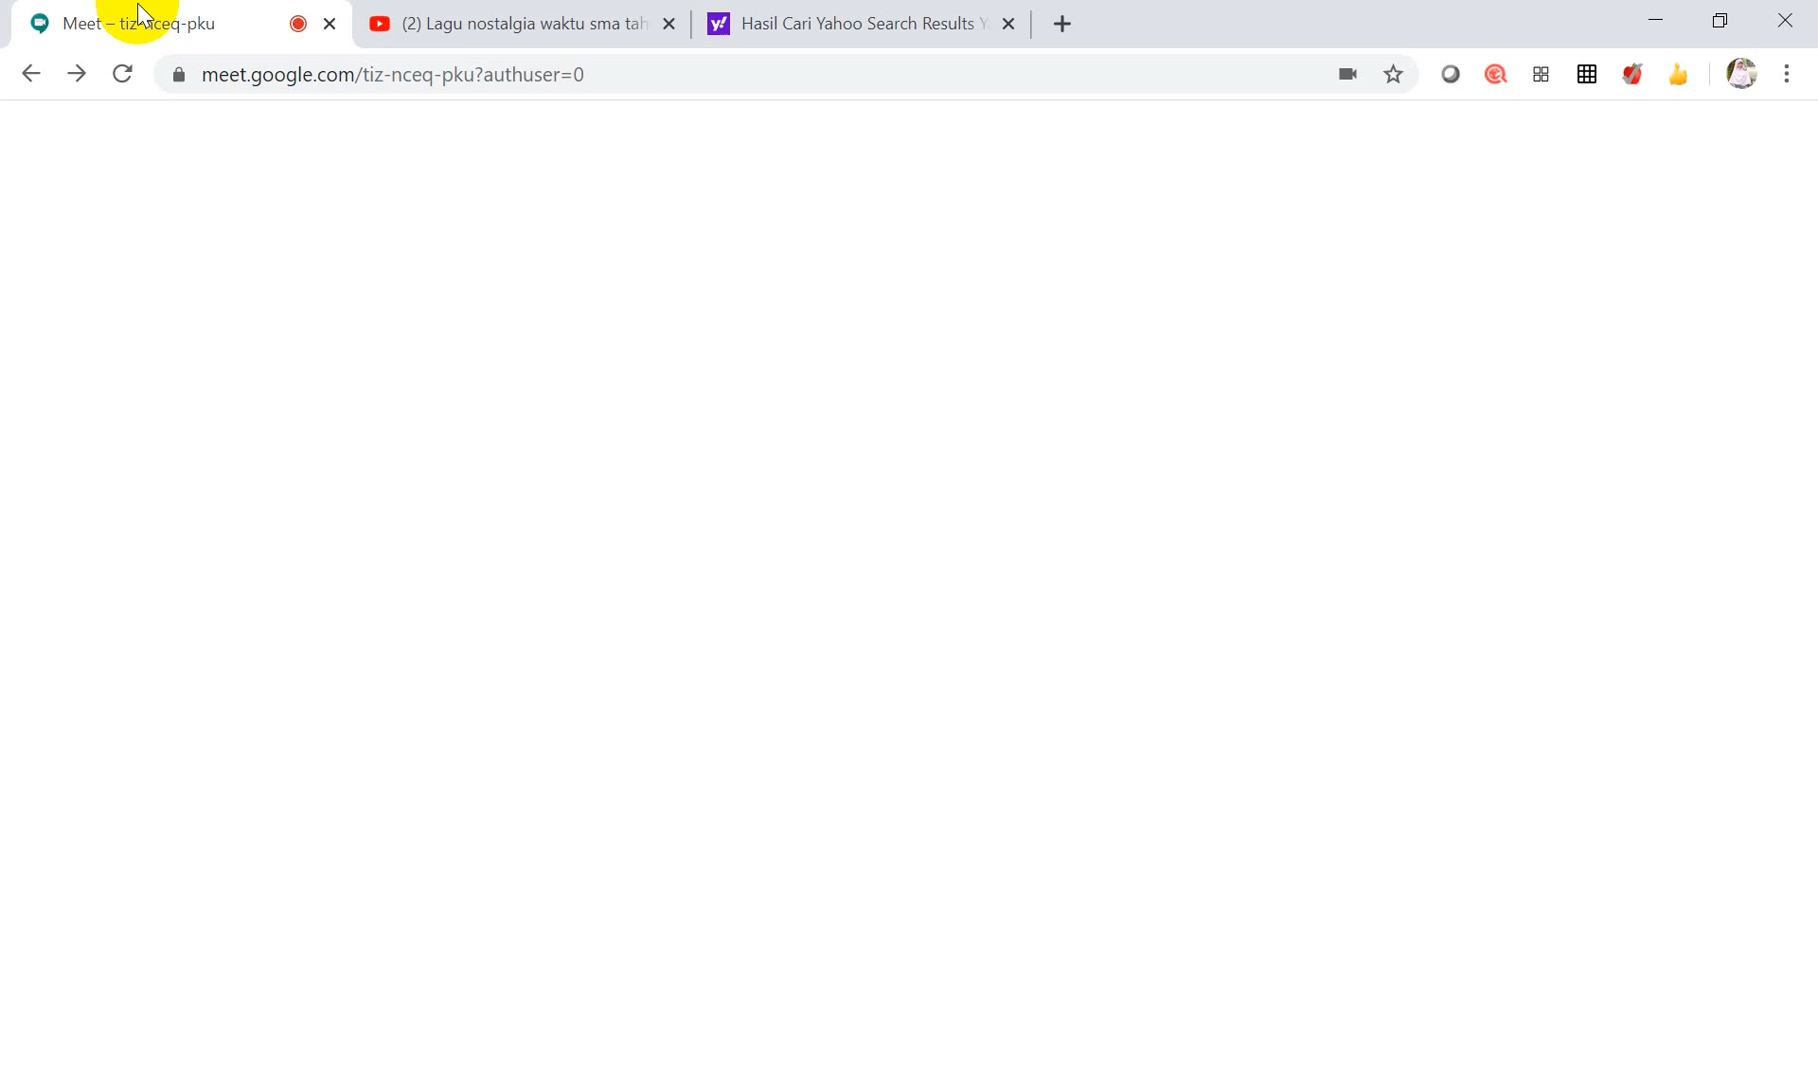 Meet – tiz-nceq-pku
(2) Lagu nostalgia waktu sma tah
y! Hasil Cari Yahoo Search Results
meet.google.com/tiz-nceq-pku?authuser=0